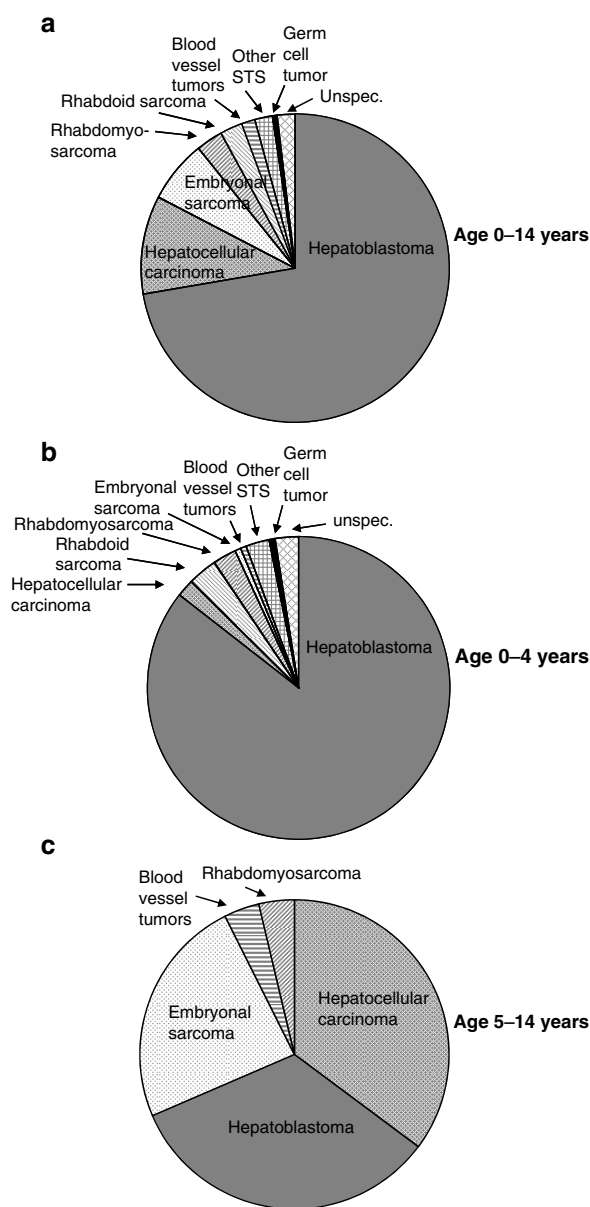 a
Blood
vessel
tumors
Other
STS
Germ
cell
tumor
Unspec.
Rhabdoid sarcoma
Rhabdomyo-
sarcoma
Embryonal
sarcoma
Hepatocellular
carcinoma
Hepatoblastoma
Age 0–14 years
b
Blood
vessel
tumors
Other
STS
Germ
cell
tumor
unspec.
Embryonal
sarcoma
Rhabdomyosarcoma
Rhabdoid
sarcoma
Hepatocellular
carcinoma
Hepatoblastoma
Age 0–4 years
c
Blood
vessel
tumors
Rhabdomyosarcoma
Embryonal
sarcoma
Hepatocellular
carcinoma
Age 5–14 years
Hepatoblastoma